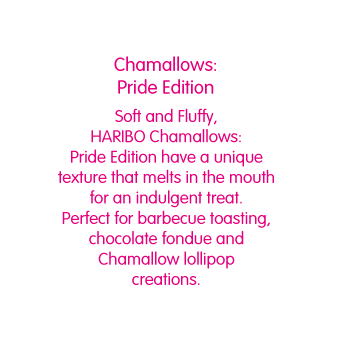 Chamallows:
Pride Edition
Soft and Fluffy,
HARIBO Chamallows:
Pride Edition have a unique
texture that melts in the mouth
for an indulgent treat.
Perfect for barbecue toasting,
chocolate fondue and
Chamallow lollipop
creations.